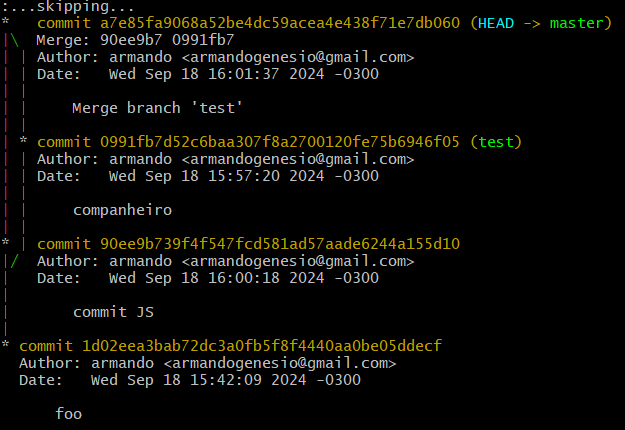 :...skipping...
*   commit a7e85fa9068a52be4dc59acea4e438f71e7db060 (HEAD -> master)
|\  Merge: 90ee9b7 0991fb7
| | Author: armando <armandogenesio@gmail.com>
| | Date:   Wed Sep 18 16:01:37 2024 -0300
| |
| |     Merge branch 'test'
| |
| * commit 0991fb7d52c6baa307f8a2700120fe75b6946f05 (test)
| | Author: armando <armandogenesio@gmail.com>
| | Date:   Wed Sep 18 15:57:20 2024 -0300
| |
| |     companheiro
| |
* | commit 90ee9b739f4f547fcd581ad57aade6244a155d10
|/  Author: armando <armandogenesio@gmail.com>
|   Date:   Wed Sep 18 16:00:18 2024 -0300
|
|       commit JS
|
* commit 1d02eea3bab72dc3a0fb5f8f4440aa0be05ddecf
  Author: armando <armandogenesio@gmail.com>
  Date:   Wed Sep 18 15:42:09 2024 -0300

      foo